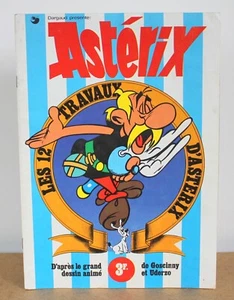 Dargaud présente:
Astérix
LES 12 TRAVAUX D'ASTERIX
D'après le grand
dessin animé
3F.
de Goscinny
et Uderzo